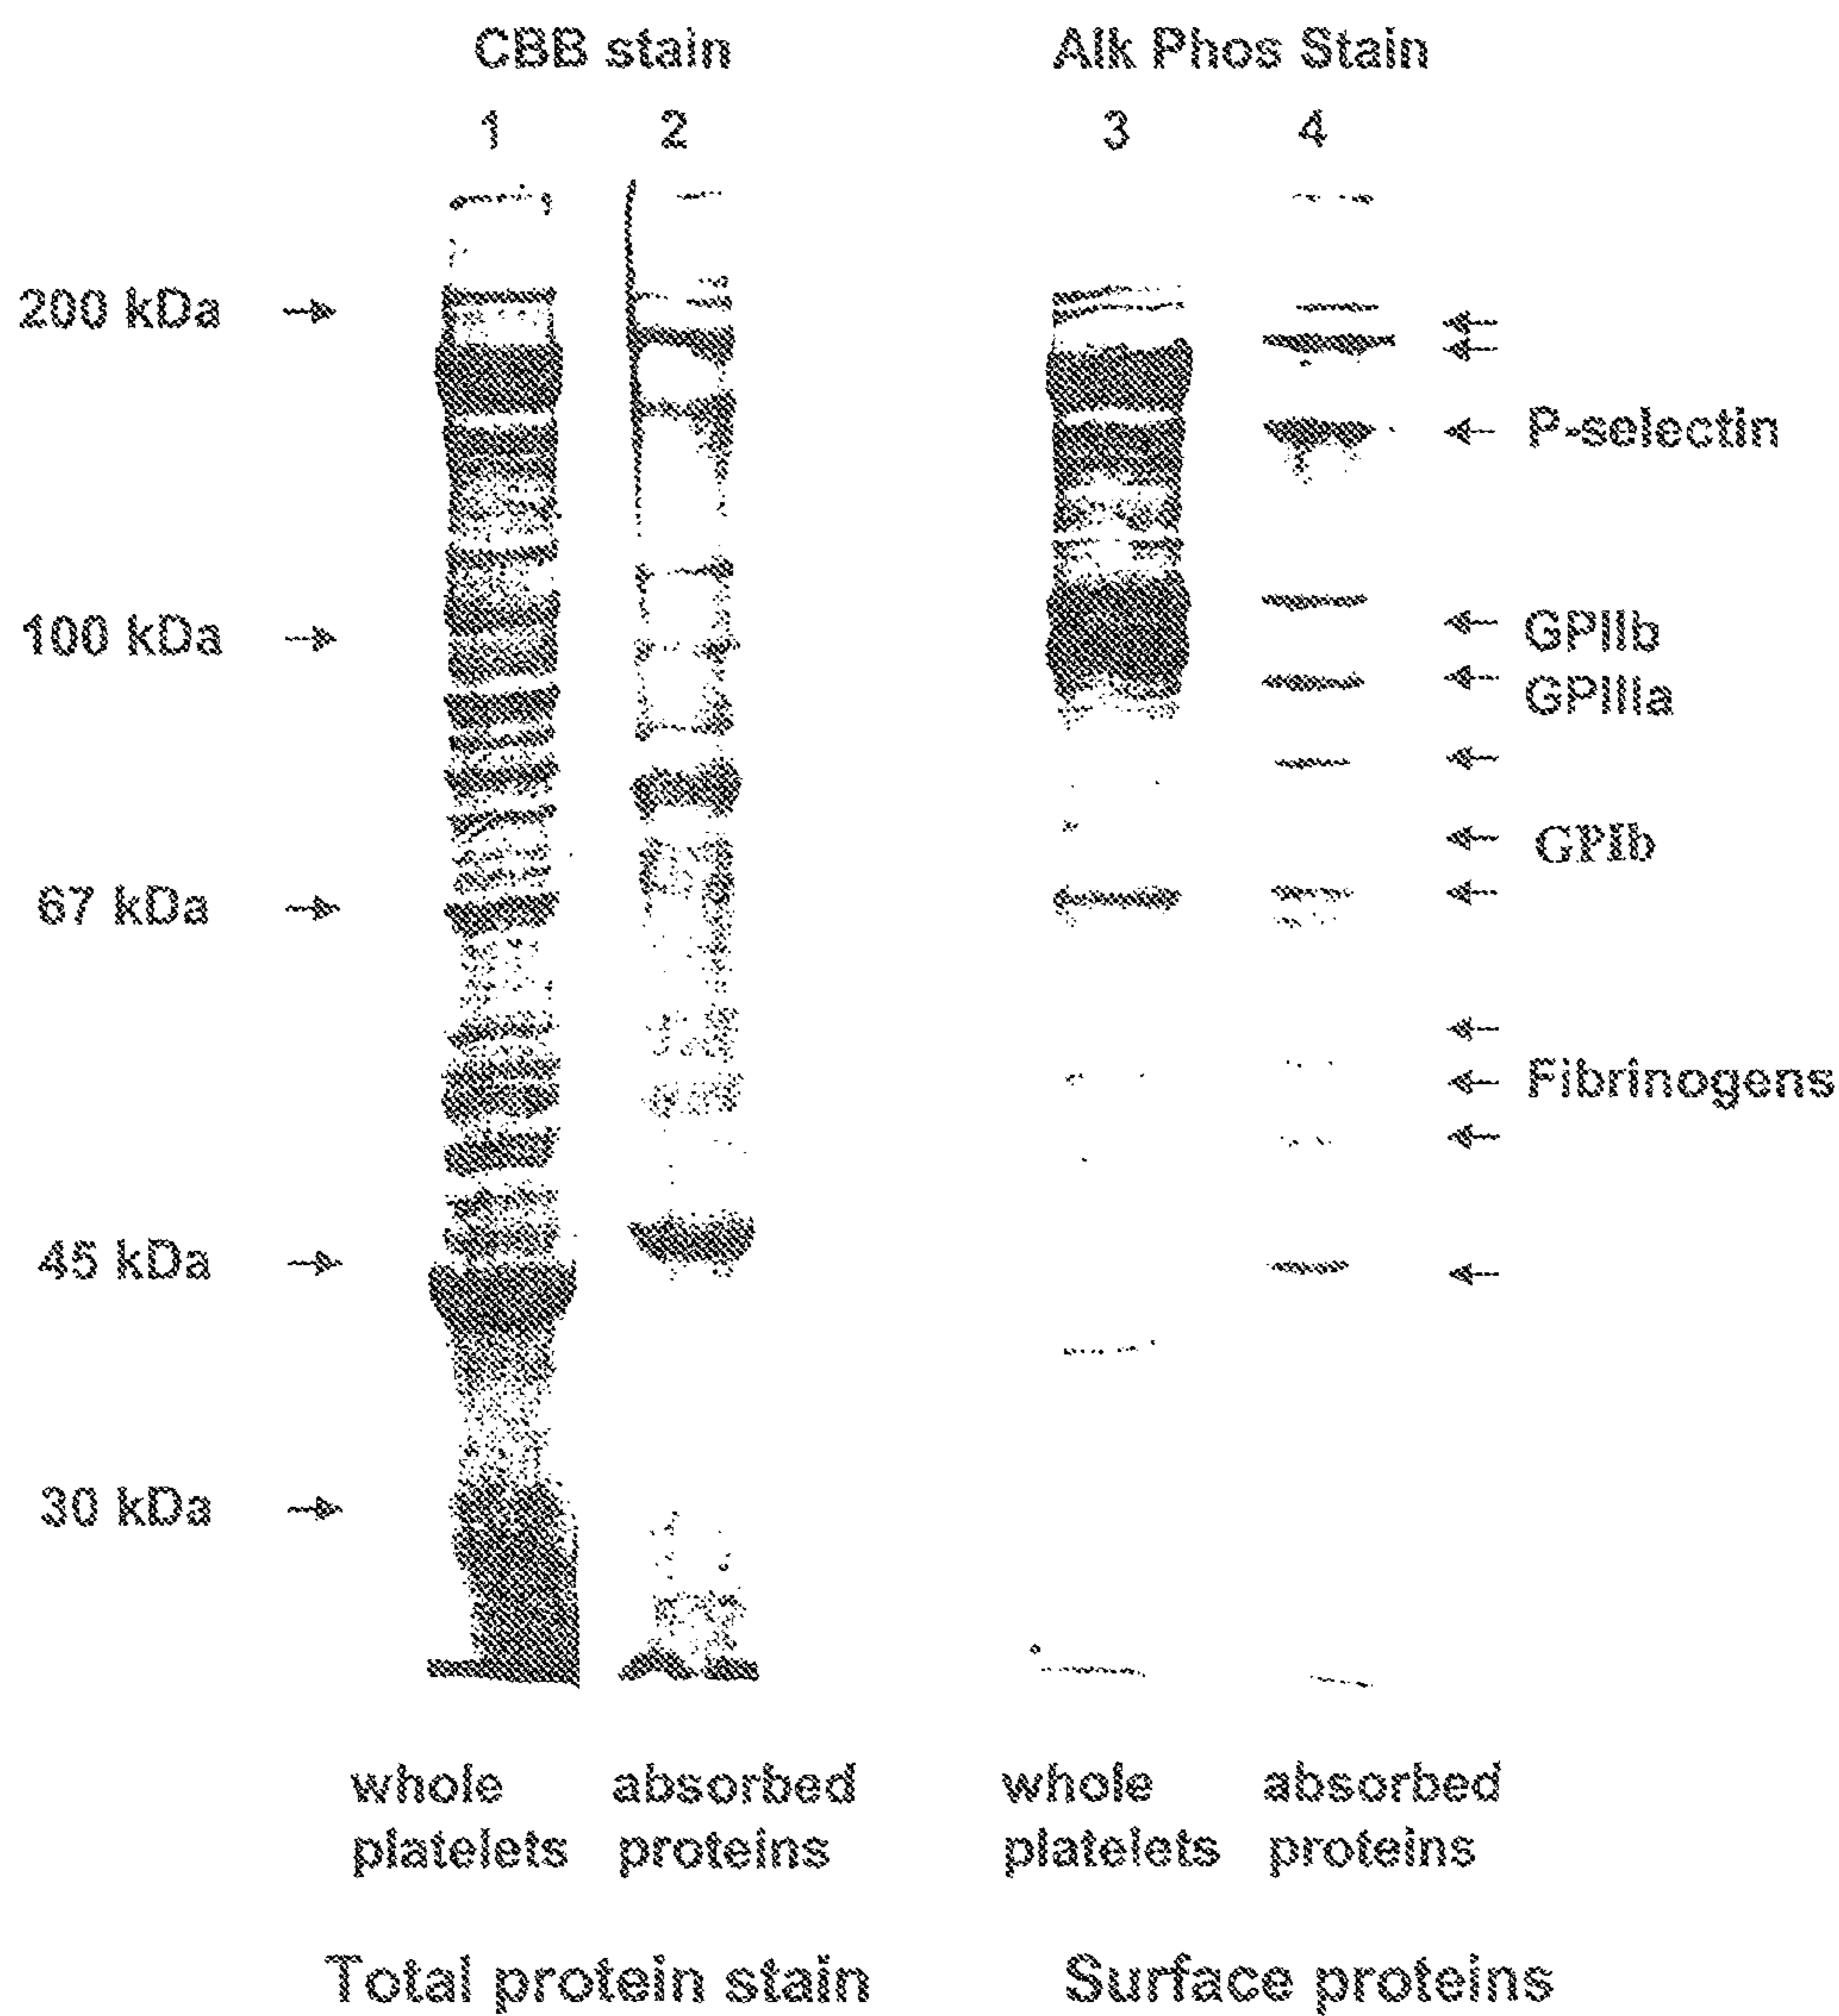 CBB stain
Alk Phos Stain
1
2
3
4
200 kDa
P-selectin
100 kDa
GPIIb
GPIIIa
GPIb
67 kDa
Fibrinogens
45 kDa
30 kDa
whole
platelets
absorbed
proteins
whole
platelets
absorbed
proteins
Total protein stain
Surface proteins